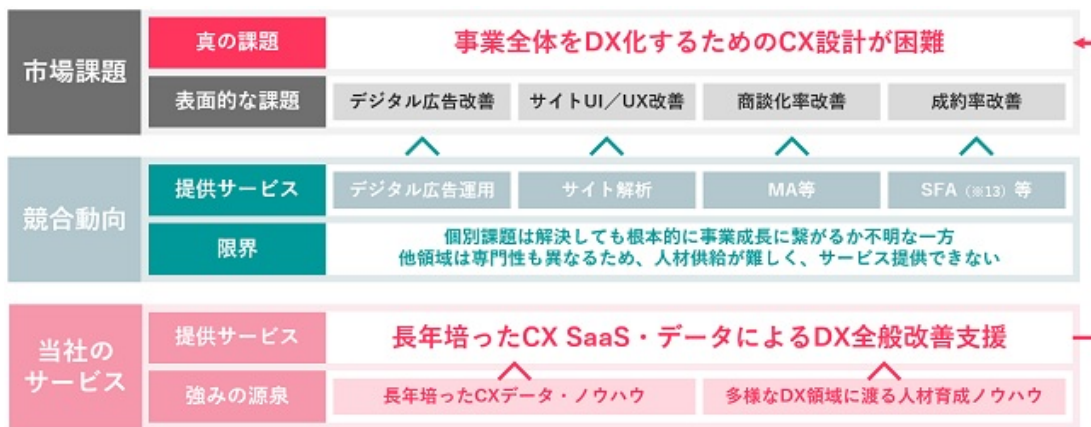 市場課題
真の課題
事業全体をDX化するためのCX設計が困難
表面的な課題
デジタル広告改善
サイトUI／UX改善
商談化率改善
成約率改善
競合動向
提供サービス
デジタル広告運用
サイト解析
MA等
SFA（※13）等
限界
個別課題は解決しても根本的に事業成長に繋がるか不明な一方
他領域は専門性も異なるため、人材供給が難しく、サービス提供できない
当社の
サービス
提供サービス
長年培ったCX SaaS・データによるDX全般改善支援
強みの源泉
長年培ったCXデータ・ノウハウ
多様なDX領域に渡る人材育成ノウハウ